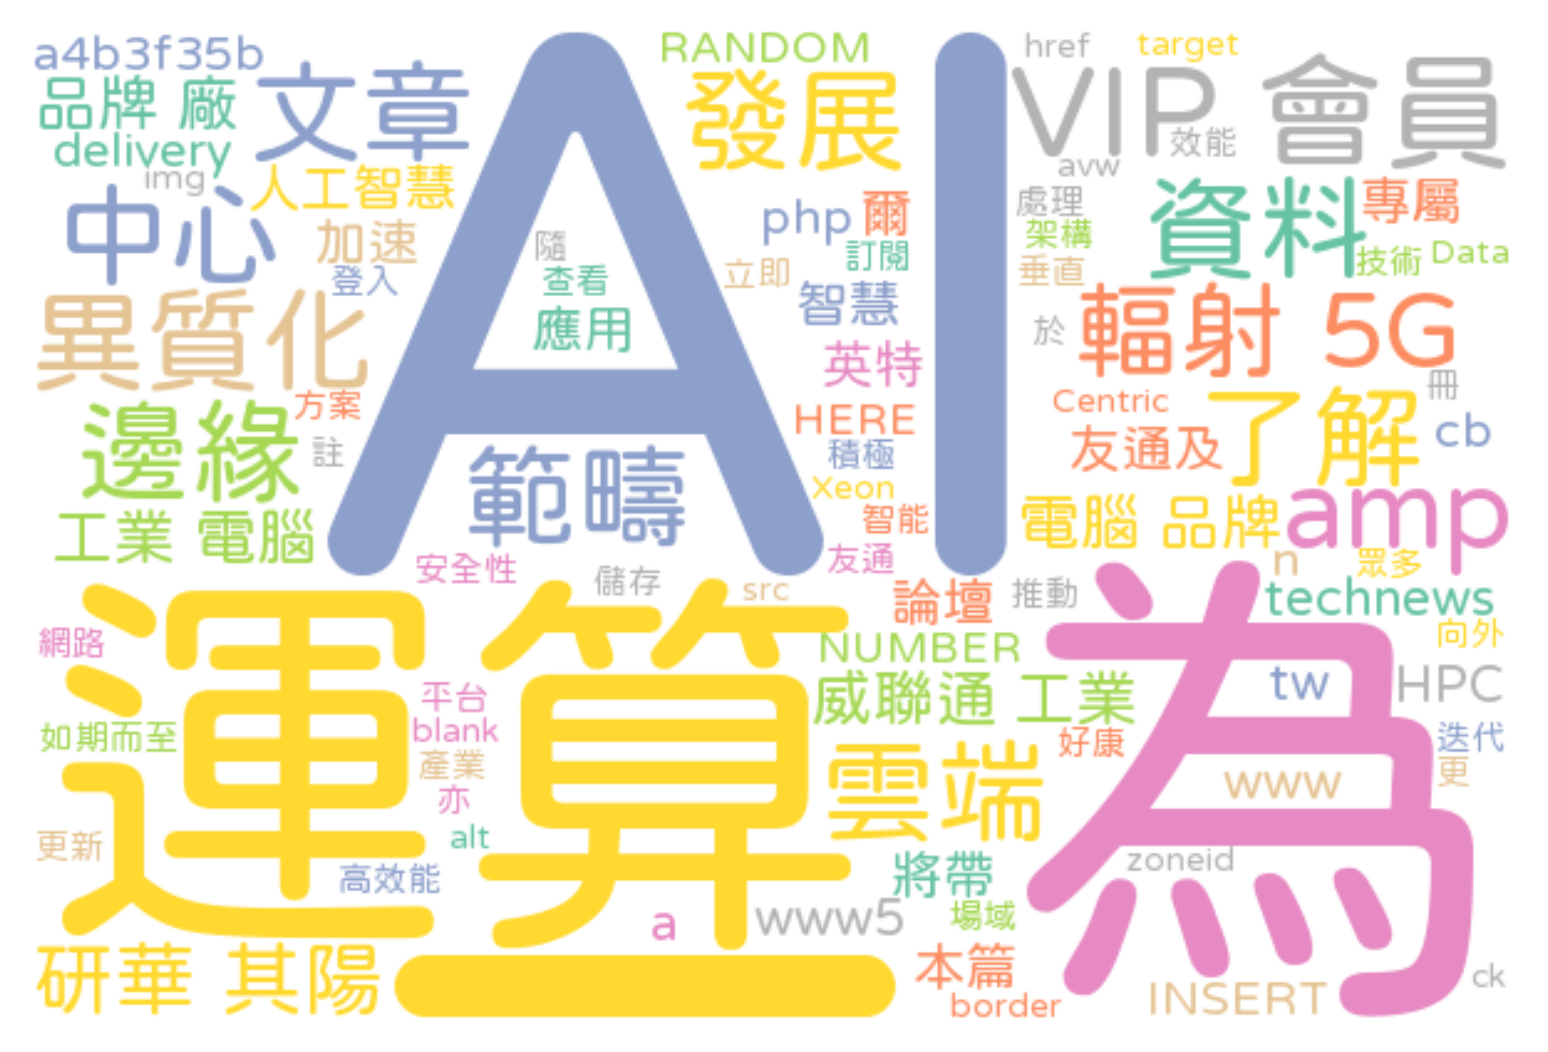 a4b3f35b
品牌 廠
delivery
img
文章
人工智慧
中心
加速
登入
異質化
方案
邊緣
註
工業 電腦
AI
隨
查看
應用
範疇
安全性
儲存
src
RANDOM
發展
php 爾
訂閱
立即
智慧
英特
HERE
積極
Xeon
智能
友通
論壇
推動
href
target
VIP 會員
效能
avw
處理
資料
專屬
架構
技術 Data
垂直
於
輻射 5G
冊
Centric
了解
cb
友通及
電腦 品牌
amp
n
眾多
technews
運算
為
網路
如期而至
平台
blank
產業
亦
alt
更新
高效能
a
NUMBER
威聯通 工業
好康
雲端
將帶
www5
場域
本篇
border
研華 其陽
向外
tw
HPC
迭代
www
更
zoneid
INSERT
ck